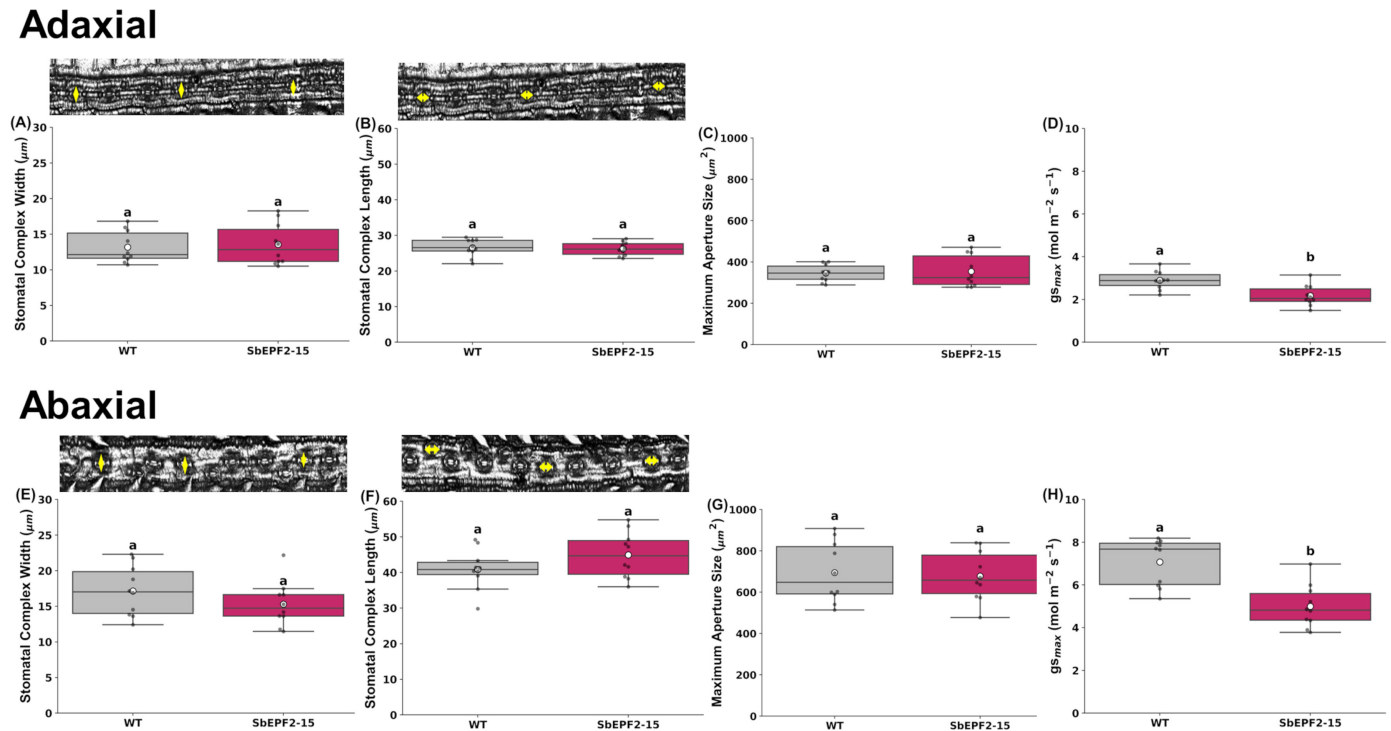 Adaxial
(A)
Stomatal Complex Width (μm)
30
25
20
15
10
5
0
a
a
WT
SbEPF2-15
(B)
Stomatal Complex Length (μm)
60
50
40
30
20
10
0
a
a
WT
SbEPF2-15
(C)
Maximum Aperture Size (μm²)
1000
800
600
400
200
0
a
a
WT
SbEPF2-15
(D)
gsmax (mol m⁻² s⁻¹)
10
8
6
4
2
0
a
b
WT
SbEPF2-15
Abaxial
(E)
Stomatal Complex Width (μm)
30
25
20
15
10
5
0
a
a
WT
SbEPF2-15
(F)
Stomatal Complex Length (μm)
60
50
40
30
20
10
0
a
a
WT
SbEPF2-15
(G)
Maximum Aperture Size (μm²)
1000
800
600
400
200
0
a
a
WT
SbEPF2-15
(H)
gsmax (mol m⁻² s⁻¹)
10
8
6
4
2
0
a
b
WT
SbEPF2-15